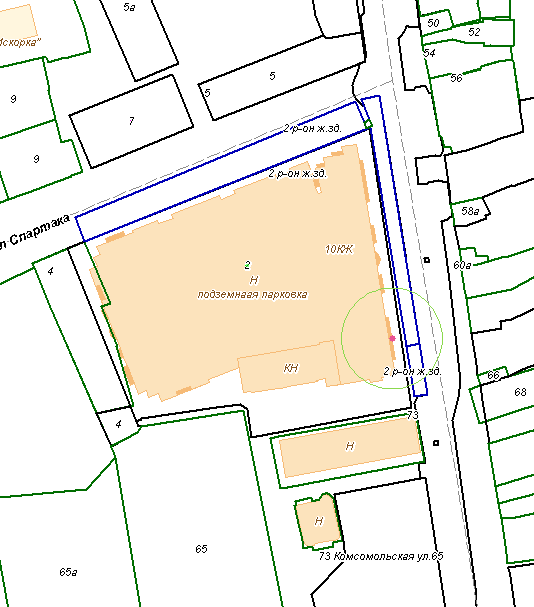 5а
50
52
54
56
Искорка"
9
5
5
7
9
2 р-он ж.зд.
2 р-он ж.зд.
л Спартака
58а
10КЖ
4
2
60а
Н
подземнаая парковка
2 р-он ж.зд.
КН
66
68
73
4
Н
Н
65
73 Комсомольская ул.65
65а